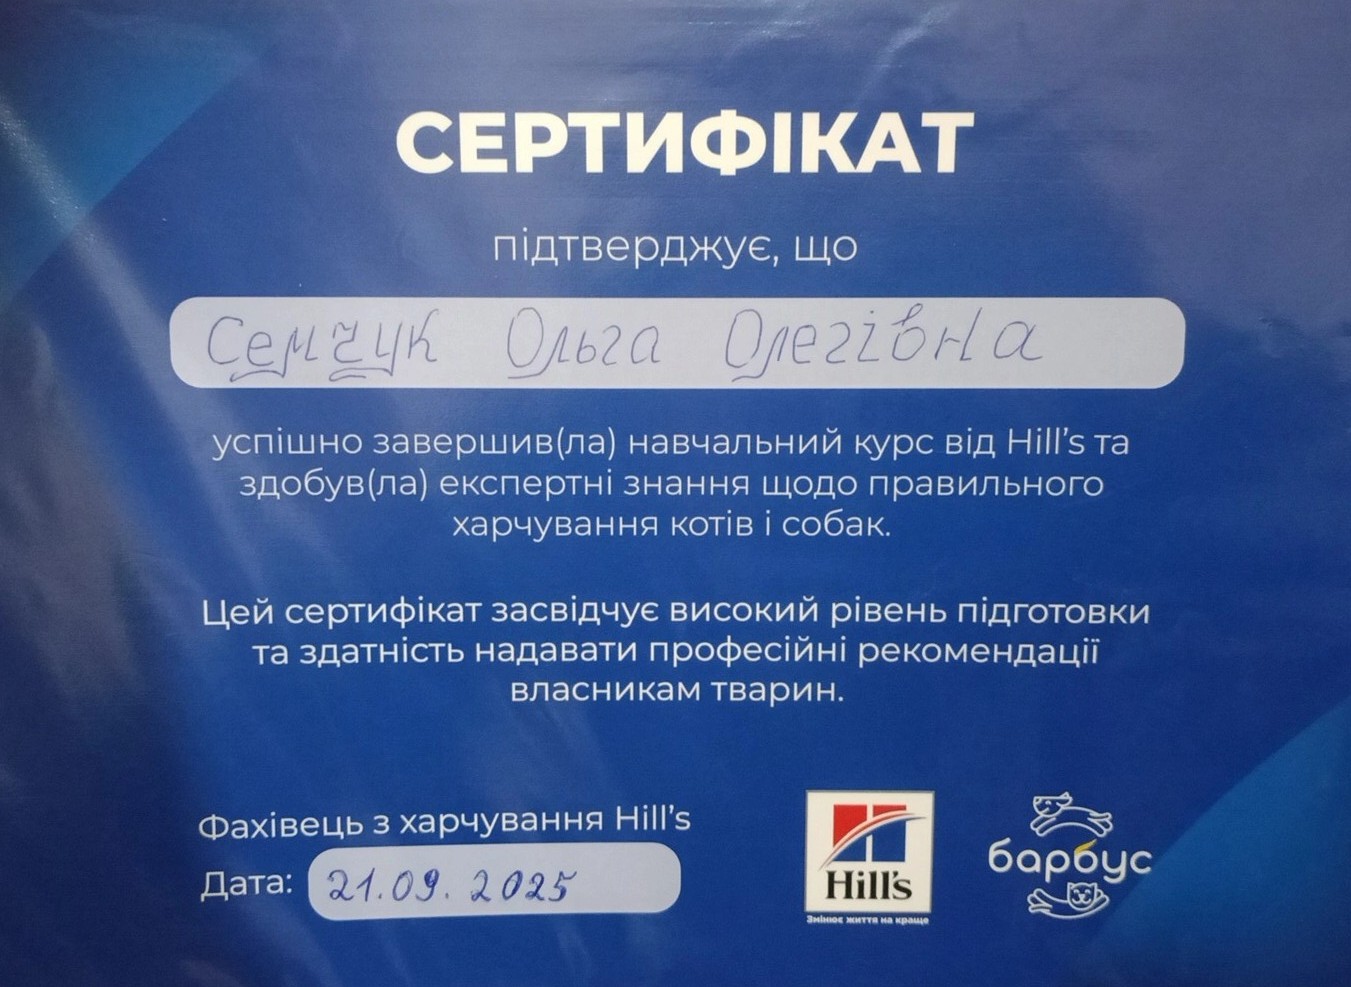 СЕРТИФІКАТ
підтверджує, що
Семчук Ольга Олегівна
успішно завершив(ла) навчальний курс від Hill's та
здобув(ла) експертні знання щодо правильного
харчування котів і собак.
Цей сертифікат засвідчує високий рівень підготовки
та здатність надавати професійні рекомендації
власникам тварин.
Фахівець з харчування Hill's
Дата: 21.09.2025
Hill's
Змінює життя на краще
барбус